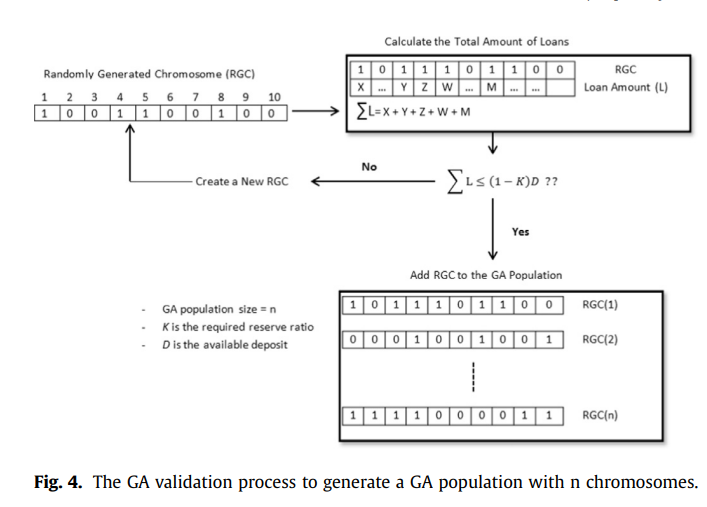 Calculate the Total Amount of Loans
Randomly Generated Chromosome (RGC)
1 2 3 4 5 6 7 8 9 10
1 0 0 1 1 0 0 1 0 0
1 0 1 1 1 0 1 1 0 0 RGC
X ... Y Z W ... M ... ... Loan Amount (L)
∑L=X+Y+Z+W+M
No
Create a New RGC
∑L≤(1−K)D ??
Yes
Add RGC to the GA Population
- GA population size = n
- K is the required reserve ratio
- D is the available deposit
1 0 1 1 1 0 1 1 0 0 RGC(1)
0 0 0 1 0 0 1 0 0 1 RGC(2)
1 1 1 1 0 0 0 0 1 1 RGC(n)
Fig. 4. The GA validation process to generate a GA population with n chromosomes.